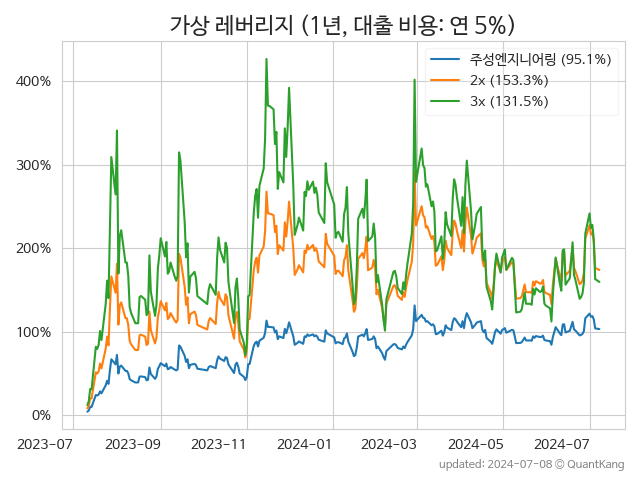 가상 레버리지 (1년, 대출 비용: 연 5%)
주성엔지니어링 (95.1%)
2x (153.3%)
3x (131.5%)
400%
300%
200%
100%
0%
2023-07 2023-09 2023-11 2024-01 2024-03 2024-05 2024-07
updated: 2024-07-08 © QuantKang